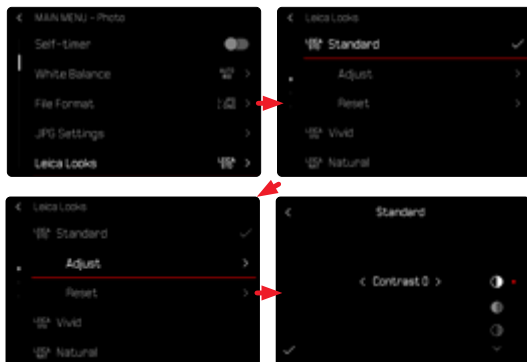 MAIN MENU - Photo
Self-timer
White Balance
File Format
JPG Settings
Leica Looks
Leica Looks
Standard
Adjust
Reset
Vivid
Natural
Leica Looks
Standard
Adjust
Reset
Vivid
Natural
Standard
Contrast 0